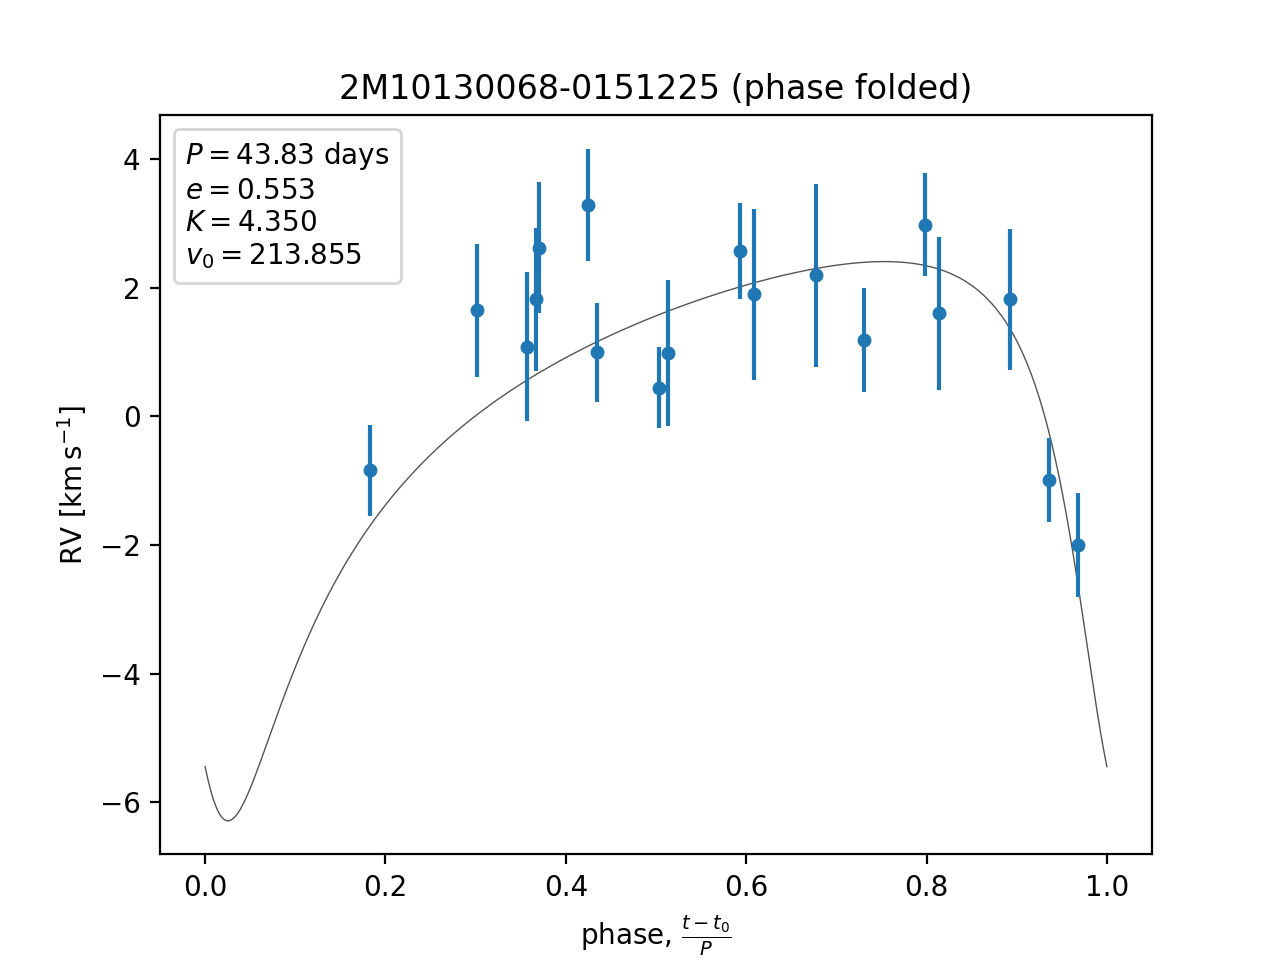 2M10130068-0151225 (phase folded)
P = 43.83 days
e = 0.553
K = 4.350
v₀ = 213.855
RV [km s⁻¹]
4
2
0
−2
−4
−6
0.0 0.2 0.4 0.6 0.8 1.0
phase, (t − t₀)/P